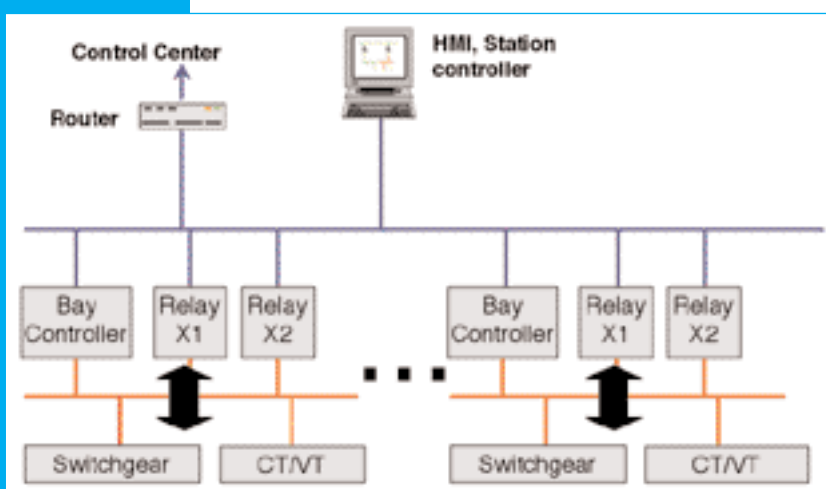 Control Center
HMI, Station
controller
Router
Bay
Controller
Relay
X1
Relay
X2
Bay
Controller
Relay
X1
Relay
X2
Switchgear
CT/VT
Switchgear
CT/VT